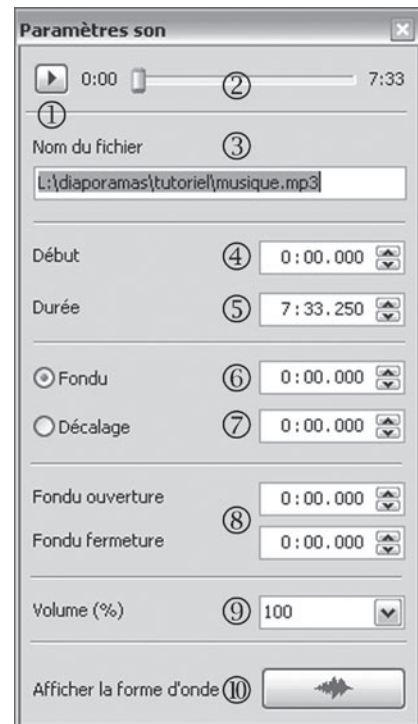 Paramètres son
0:00 ② 7:33
①
Nom du fichier ③
L:\diaporamas\tutoriel\musique.mp3
Début ④ 0:00.000
Durée ⑤ 7:33.250
Fondu ⑥ 0:00.000
Décalage ⑦ 0:00.000
Fondu ouverture 0:00.000
⑧
Fondu fermeture 0:00.000
Volume (%) ⑨ 100
Afficher la forme d'onde ⑩